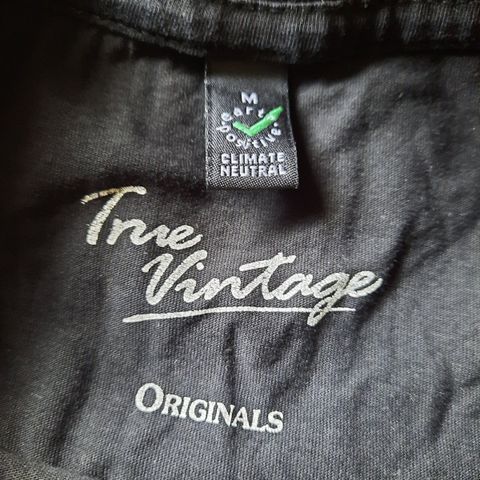 M
earth
positive
CLIMATE
NEUTRAL
True
Vintage
ORIGINALS